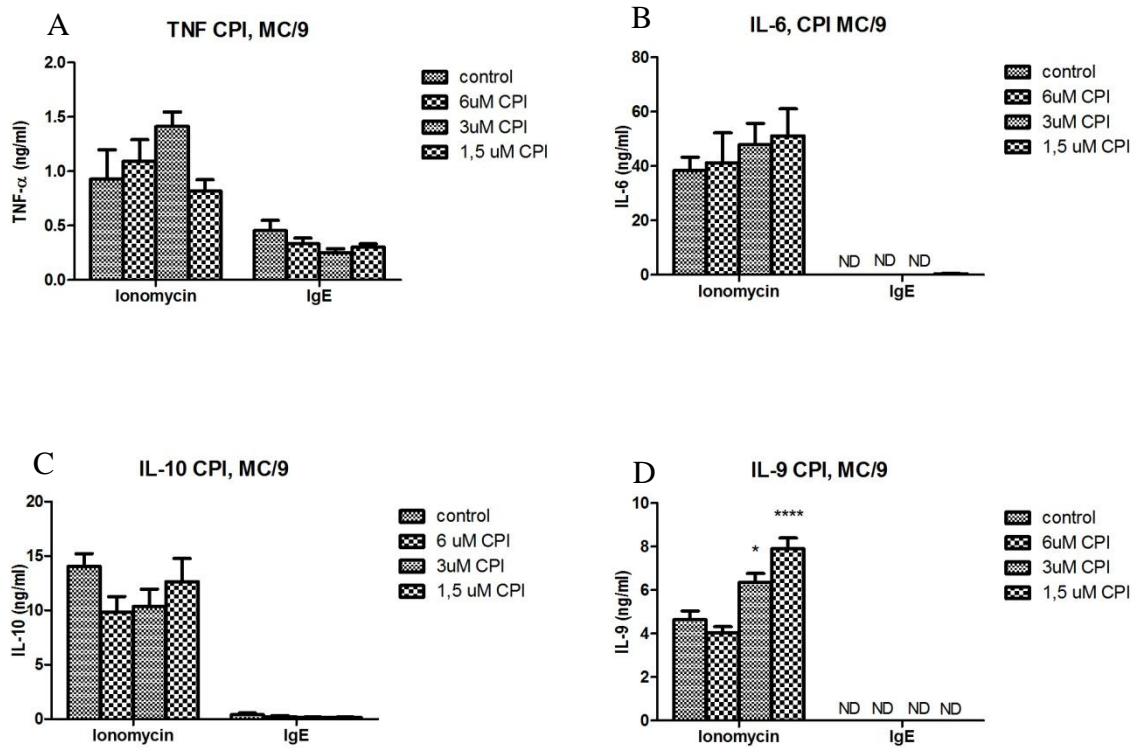 A
TNF CPI, MC/9
TNF-α (ng/ml)
2.0
1.5
1.0
0.5
0.0
Ionomycin
IgE
control
6uM CPI
3uM CPI
1,5 uM CPI
B
IL-6, CPI MC/9
IL-6 (ng/ml)
80
60
40
20
0
ND ND ND
Ionomycin
IgE
control
6uM CPI
3uM CPI
1,5 uM CPI
C
IL-10 CPI, MC/9
IL-10 (ng/ml)
20
15
10
5
0
Ionomycin
IgE
control
6 uM CPI
3uM CPI
1,5 uM CPI
D
IL-9 CPI, MC/9
IL-9 (ng/ml)
10
8
6
4
2
0
*
****
ND ND ND ND
Ionomycin
IgE
control
6uM CPI
3uM CPI
1,5 uM CPI